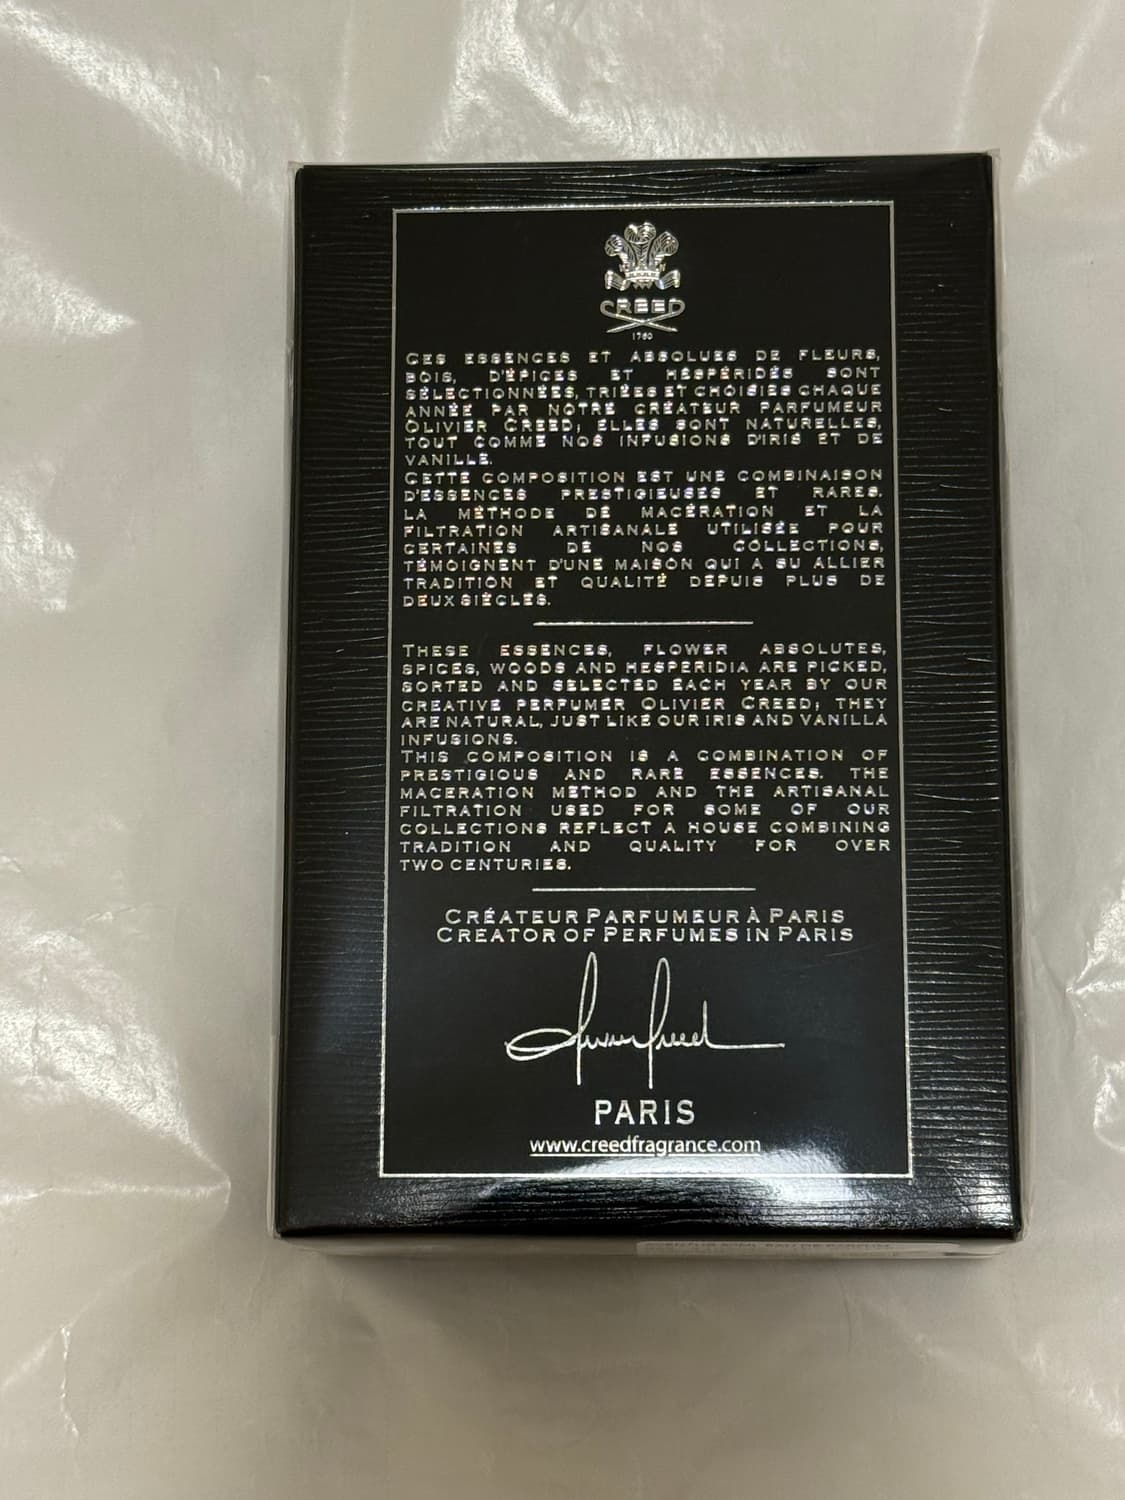 CREED
1760
CES ESSENCES ET ABSOLUES DE FLEURS,
BOIS, D'ÉPICES ET HESPÉRIDÉS SONT
SÉLECTIONNÉES, TRIÉES ET CHOISIES CHAQUE
ANNÉE PAR NOTRE CRÉATEUR PARFUMEUR
OLIVIER CREED; ELLES SONT NATURELLES,
TOUT COMME NOS INFUSIONS D'IRIS ET DE
VANILLE.
CETTE COMPOSITION EST UNE COMBINAISON
D'ESSENCES PRESTIGIEUSES ET RARES.
LA MÉTHODE DE MACÉRATION ET LA
FILTRATION ARTISANALE UTILISÉE POUR
CERTAINES DE NOS COLLECTIONS,
TÉMOIGNENT D'UNE MAISON QUI A SU ALLIER
TRADITION ET QUALITÉ DEPUIS PLUS DE
DEUX SIÈCLES.
THESE ESSENCES, FLOWER ABSOLUTES,
SPICES, WOODS AND HESPERIDIA ARE PICKED,
SORTED AND SELECTED EACH YEAR BY OUR
CREATIVE PERFUMER OLIVIER CREED; THEY
ARE NATURAL, JUST LIKE OUR IRIS AND VANILLA
INFUSIONS.
THIS COMPOSITION IS A COMBINATION OF
PRESTIGIOUS AND RARE ESSENCES. THE
MACERATION METHOD AND THE ARTISANAL
FILTRATION USED FOR SOME OF OUR
COLLECTIONS REFLECT A HOUSE COMBINING
TRADITION AND QUALITY FOR OVER
TWO CENTURIES.
CRÉATEUR PARFUMEUR À PARIS
CREATOR OF PERFUMES IN PARIS
Olivier Creed
PARIS
www.creedfragrance.com